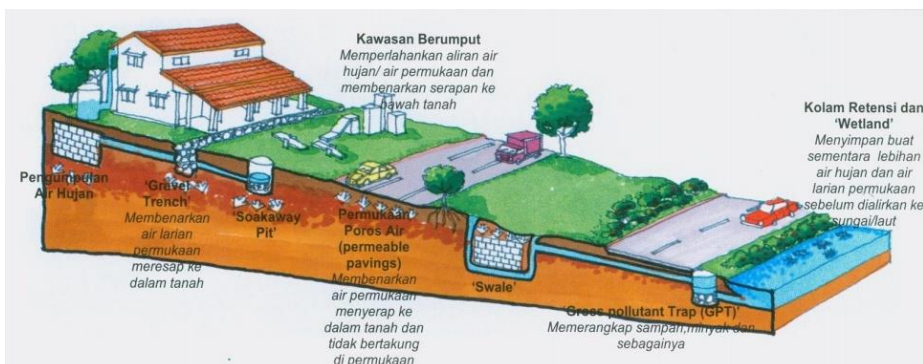 Kawasan Berumput
Memperlahankan aliran air
hujan/ air permukaan dan
membenarkan serapan ke
bawah tanah
Kolam Retensi dan
'Wetland'
Menyimpan buat
sementara lebihan
air hujan dan air
larian permukaan
sebelum dialirkan ke
sungai/laut
Pengumpulan
Air Hujan
'Gravel
Trench'
Membenarkan
air larian
permukaan
meresap ke
dalam tanah
'Soakaway
Pit'
Permukaan
Poros Air
(permeable
pavings)
Membenarkan
air permukaan
menyerap ke
dalam tanah dan
tidak bertakung
di permukaan
'Swale'
'Gross pollutant Trap (GPT)'
Memerangkap sampah,minyak dan
sebagainya